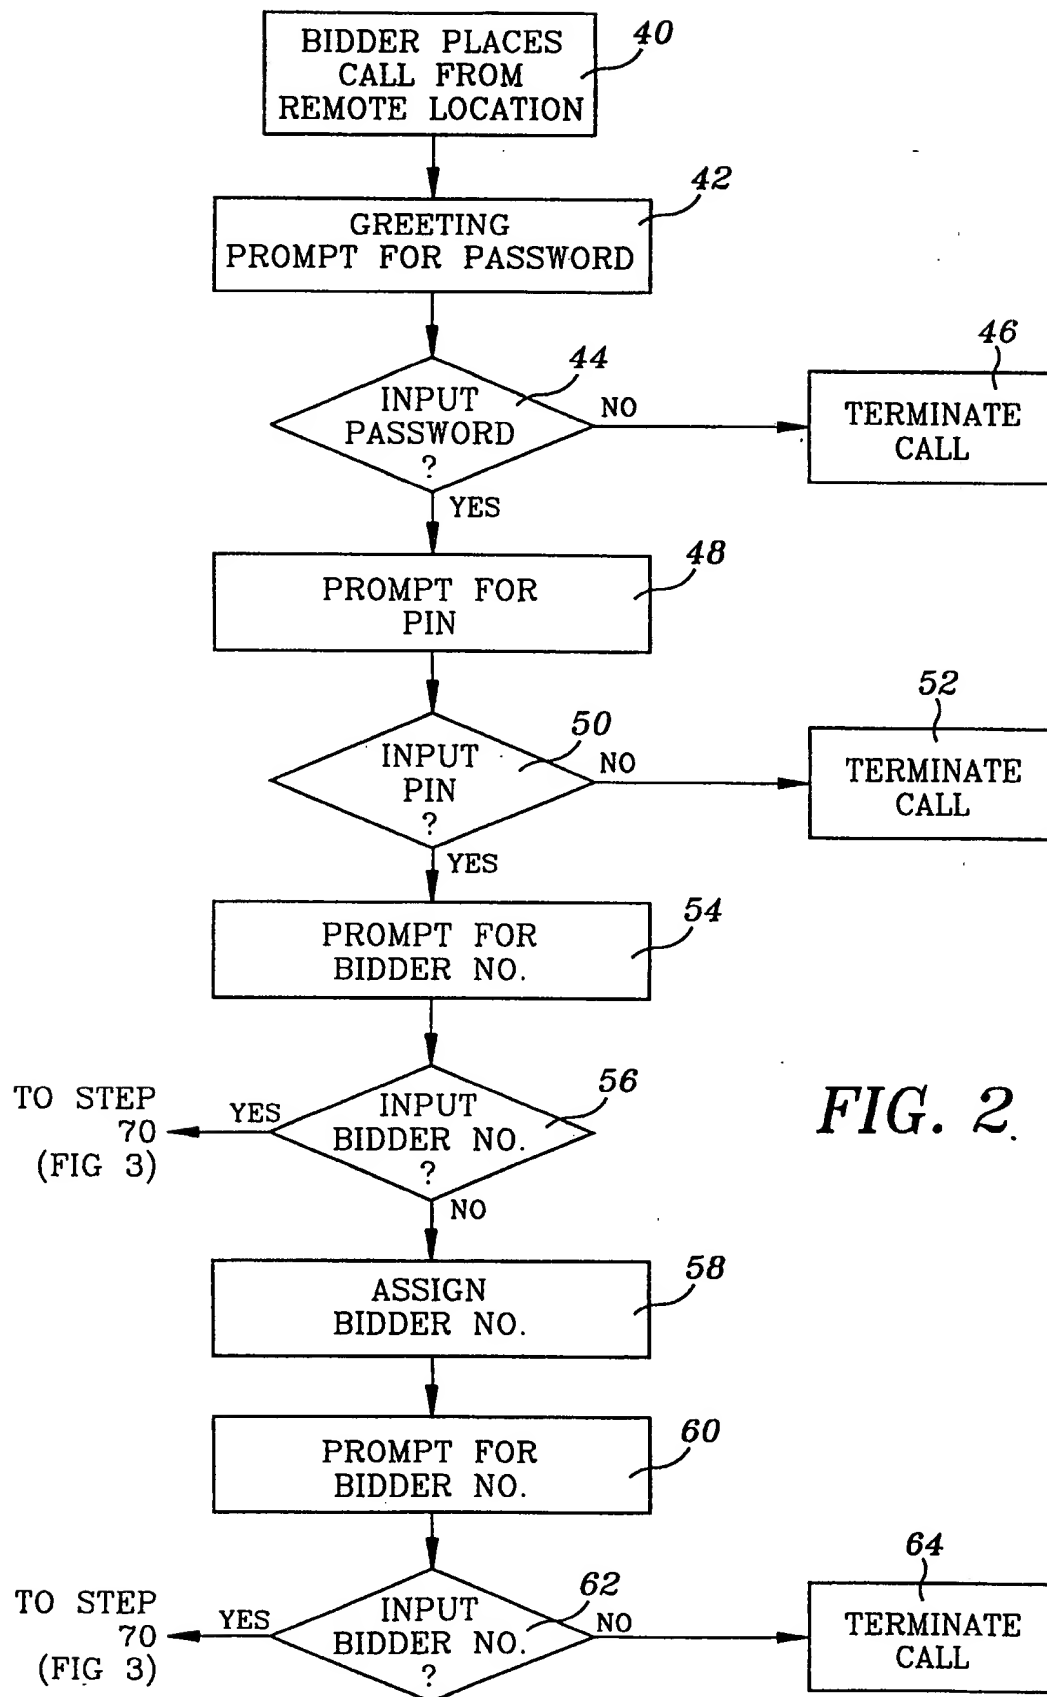 BIDDER PLACES
CALL FROM
REMOTE LOCATION
40
GREETING
PROMPT FOR PASSWORD
42
INPUT
PASSWORD
?
44
NO
46
TERMINATE
CALL
YES
PROMPT FOR
PIN
48
INPUT
PIN
?
50
NO
52
TERMINATE
CALL
YES
PROMPT FOR
BIDDER NO.
54
TO STEP
70
(FIG 3)
YES
INPUT
BIDDER NO.
?
56
FIG. 2
NO
ASSIGN
BIDDER NO.
58
PROMPT FOR
BIDDER NO.
60
TO STEP
70
(FIG 3)
YES
INPUT
BIDDER NO.
?
62
NO
64
TERMINATE
CALL